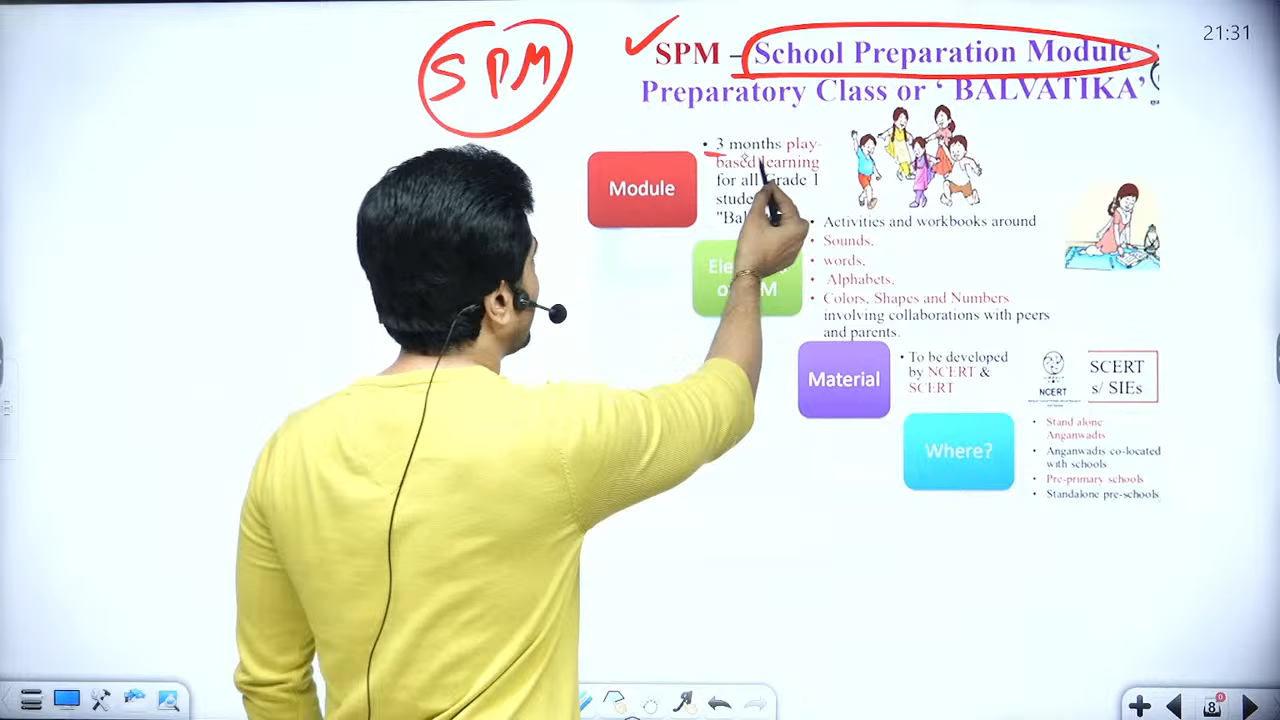 21:31
SPM
SPM – School Preparation Module
Preparatory Class or ‘ BALVATIKA’
Module
• 3 months play-
based learning
for all Grade 1
• Activities and workbooks around
• Sounds,
• words,
• Alphabets,
• Colors, Shapes and Numbers
involving collaborations with peers
and parents.
Material
• To be developed
by NCERT &
SCERT
NCERT
SCERT
s/ SIEs
Where?
• Stand alone
Anganwadis
• Anganwadis co-located
with schools
• Pre-primary schools
• Standalone pre-schools
8
0